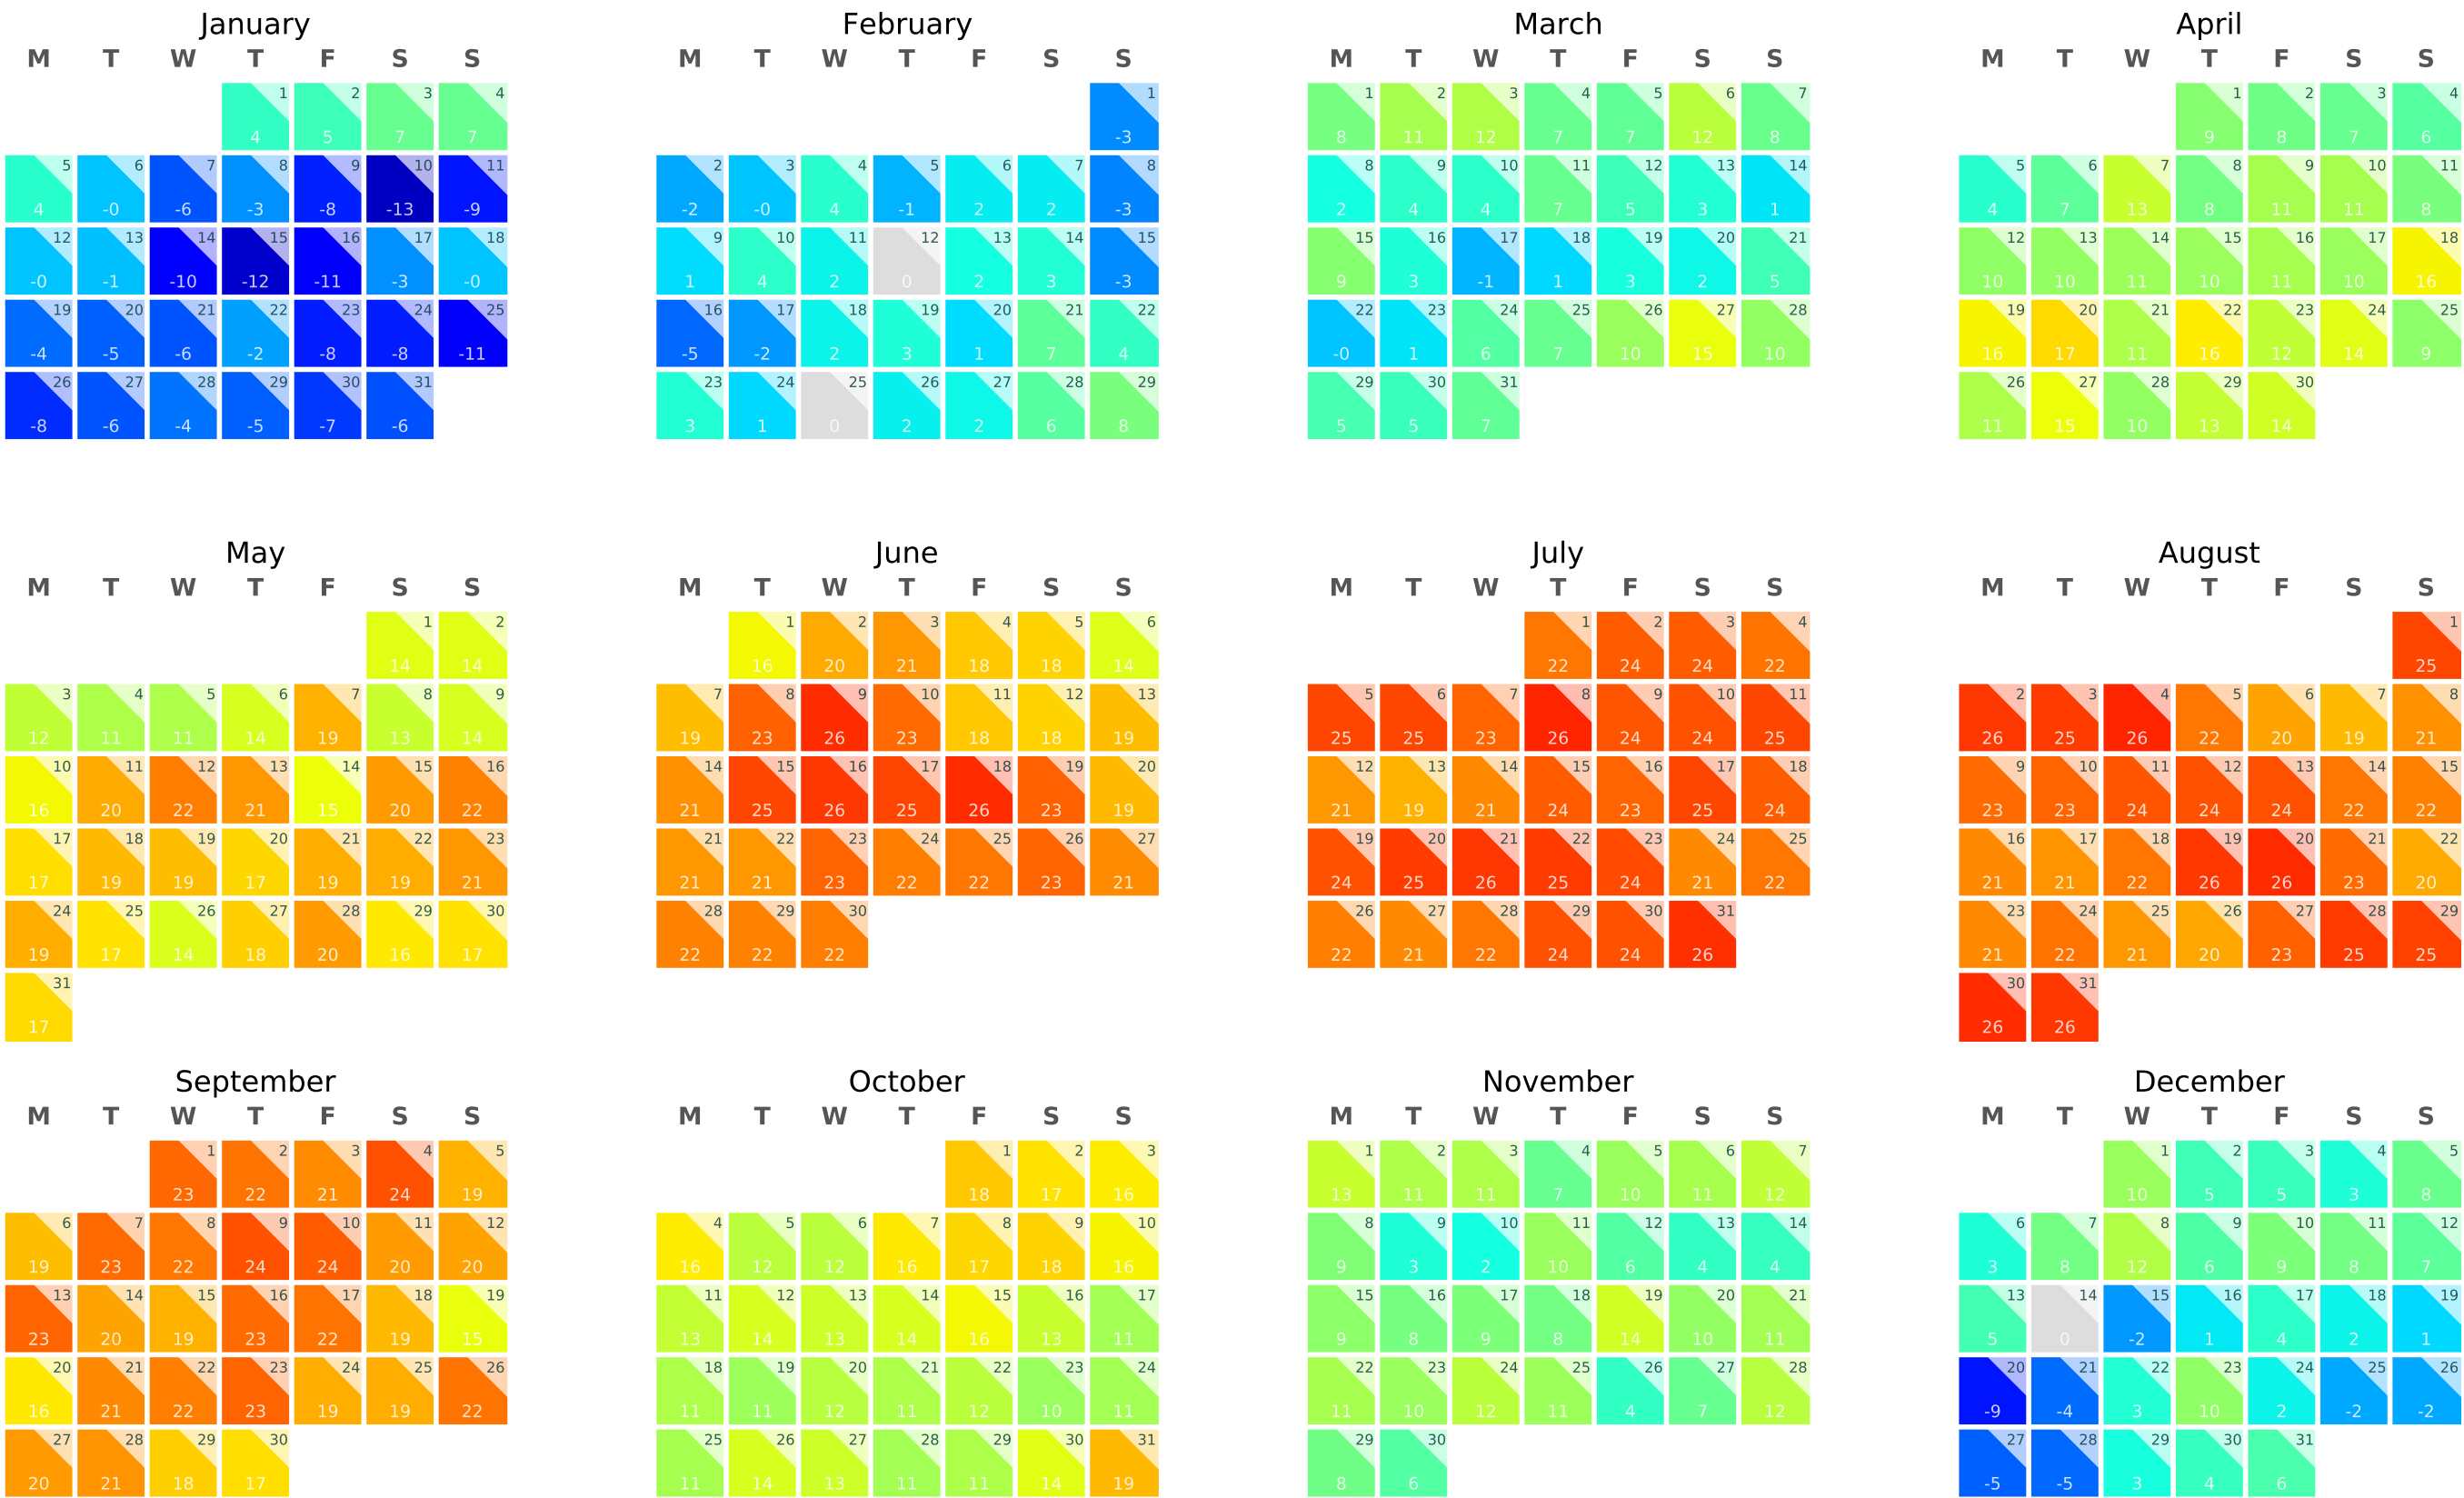 January February March April
M T W T F S S M T W T F S S M T W T F S S M T W T F S S
1 2 3 4 1 1 2 3 4 5 6 7 1 2 3 4
4 5 7 7 -3 8 11 12 7 7 12 8 9 8 7 6
5 6 7 8 9 10 11 2 3 4 5 6 7 8 8 9 10 11 12 13 14 5 6 7 8 9 10 11
4 -0 -6 -3 -8 -13 -9 -2 -0 4 -1 2 2 -3 2 4 4 7 5 3 1 4 7 13 8 11 11 8
12 13 14 15 16 17 18 9 10 11 12 13 14 15 15 16 17 18 19 20 21 12 13 14 15 16 17 18
-0 -1 -10 -12 -11 -3 -0 1 4 2 0 2 3 -3 9 3 -1 1 3 2 5 10 10 11 10 11 10 16
19 20 21 22 23 24 25 16 17 18 19 20 21 22 22 23 24 25 26 27 28 19 20 21 22 23 24 25
-4 -5 -6 -2 -8 -8 -11 -5 -2 2 3 1 7 4 -0 1 6 7 10 15 10 16 17 11 16 12 14 9
26 27 28 29 30 31 23 24 25 26 27 28 29 29 30 31 26 27 28 29 30
-8 -6 -4 -5 -7 -6 3 1 0 2 2 6 8 5 5 7 11 15 10 13 14
May June July August
M T W T F S S M T W T F S S M T W T F S S M T W T F S S
1 2 1 2 3 4 5 6 1 2 3 4 1
14 14 16 20 21 18 18 14 22 24 24 22 25
3 4 5 6 7 8 9 7 8 9 10 11 12 13 5 6 7 8 9 10 11 2 3 4 5 6 7 8
12 11 11 14 19 13 14 19 23 26 23 18 18 19 25 25 23 26 24 24 25 26 25 26 22 20 19 21
10 11 12 13 14 15 16 14 15 16 17 18 19 20 12 13 14 15 16 17 18 9 10 11 12 13 14 15
16 20 22 21 15 20 22 21 25 26 25 26 23 19 21 19 21 24 23 25 24 23 23 24 24 24 22 22
17 18 19 20 21 22 23 21 22 23 24 25 26 27 19 20 21 22 23 24 25 16 17 18 19 20 21 22
17 19 19 17 19 19 21 21 21 23 22 22 23 21 24 25 26 25 24 21 22 21 21 22 26 26 23 20
24 25 26 27 28 29 30 28 29 30 26 27 28 29 30 31 23 24 25 26 27 28 29
19 17 14 18 20 16 17 22 22 22 22 21 22 24 24 26 21 22 21 20 23 25 25
31 30 31
17 26 26
September October November December
M T W T F S S M T W T F S S M T W T F S S M T W T F S S
1 2 3 4 5 1 2 3 1 2 3 4 5 6 7 1 2 3 4 5
23 22 21 24 19 18 17 16 13 11 11 7 10 11 12 10 5 5 3 8
6 7 8 9 10 11 12 4 5 6 7 8 9 10 8 9 10 11 12 13 14 6 7 8 9 10 11 12
19 23 22 24 24 20 20 16 12 12 16 17 18 16 9 3 2 10 6 4 4 3 8 12 6 9 8 7
13 14 15 16 17 18 19 11 12 13 14 15 16 17 15 16 17 18 19 20 21 13 14 15 16 17 18 19
23 20 19 23 22 19 15 13 14 13 14 16 13 11 9 8 9 8 14 10 11 5 0 -2 1 4 2 1
20 21 22 23 24 25 26 18 19 20 21 22 23 24 22 23 24 25 26 27 28 20 21 22 23 24 25 26
16 21 22 23 19 19 22 11 11 12 11 12 10 11 11 10 12 11 4 7 12 -9 -4 3 10 2 -2 -2
27 28 29 30 25 26 27 28 29 30 31 29 30 27 28 29 30 31
20 21 18 17 11 14 13 11 11 14 19 8 6 -5 -5 3 4 6